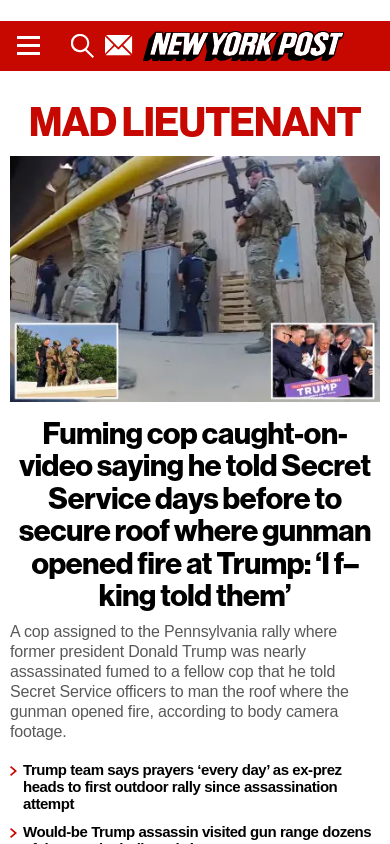 NEW YORK POST
MAD LIEUTENANT
TRUMP
Fuming cop caught-on-
video saying he told Secret
Service days before to
secure roof where gunman
opened fire at Trump: ‘I f–
king told them’
A cop assigned to the Pennsylvania rally where
former president Donald Trump was nearly
assassinated fumed to a fellow cop that he told
Secret Service officers to man the roof where the
gunman opened fire, according to body camera
footage.
Trump team says prayers ‘every day’ as ex-prez
heads to first outdoor rally since assassination
attempt
Would-be Trump assassin visited gun range dozens